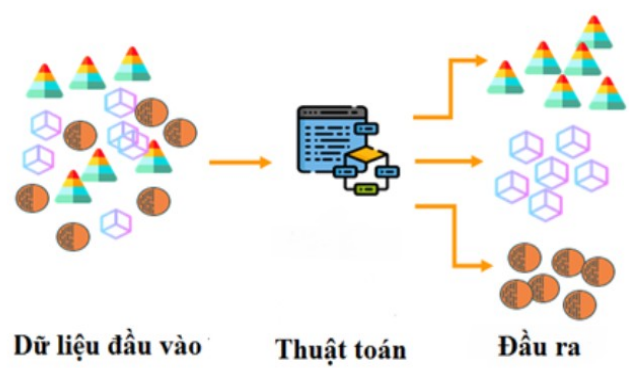 Dữ liệu đầu vào
Thuật toán
Đầu ra